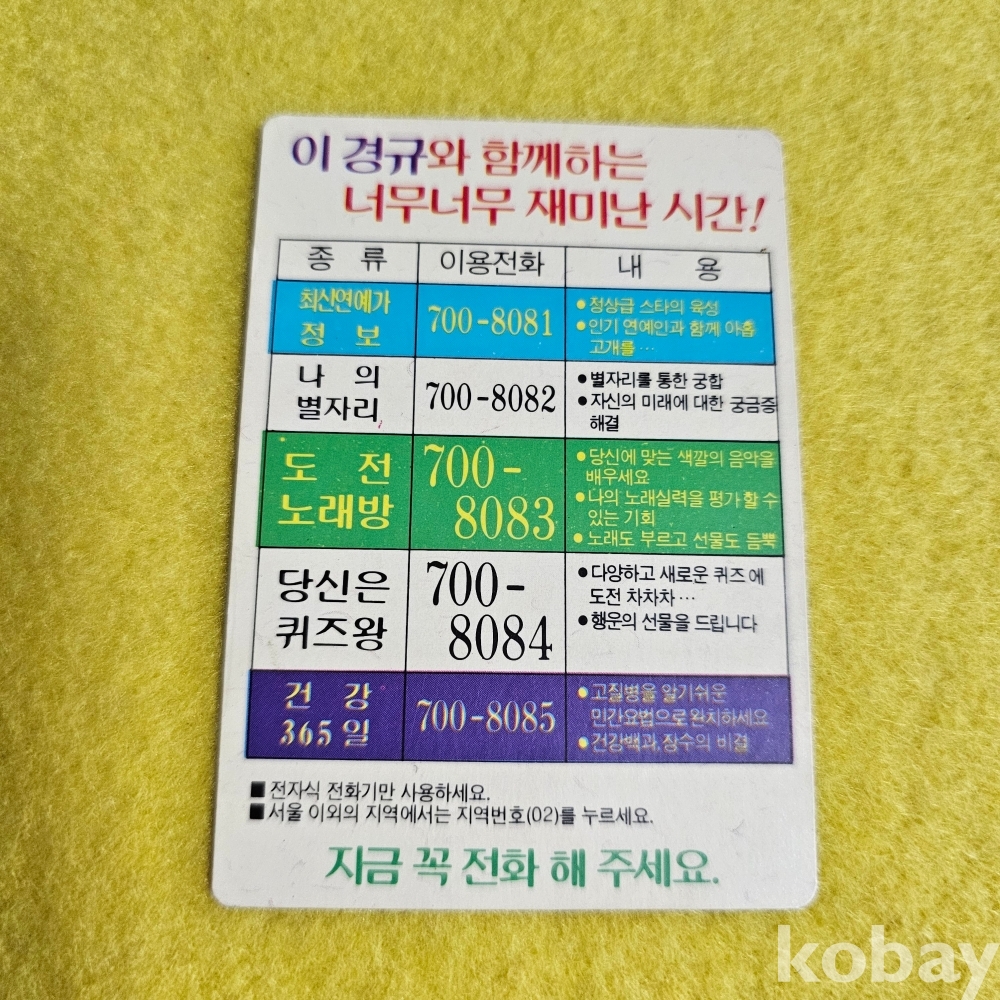 이 경규와 함께하는
너무너무 재미난 시간!
종 류 이용전화 내 용
최신연예가
정 보
700-8081
● 정상급 스타의 육성
● 인기 연예인과 함께 아홉
고개를 …
나 의
별자리
700-8082
● 별자리를 통한 궁합
● 자신의 미래에 대한 궁금증
해결
도 전
노래방
700-
8083
● 당신에 맞는 색깔의 음악을
배우세요
● 나의 노래실력을 평가 할 수
있는 기회
● 노래도 부르고 선물도 듬뿍
당신은
퀴즈왕
700-
8084
● 다양하고 새로운 퀴즈에
도전 차차차 …
● 행운의 선물을 드립니다
건 강
365일
700-8085
● 고질병을 알기쉬운
민간요법으로 완치하세요
● 건강백과, 장수의 비결
■ 전자식 전화기만 사용하세요.
■ 서울 이외의 지역에서는 지역번호(02)를 누르세요.
지금 꼭 전화 해 주세요.
kobay